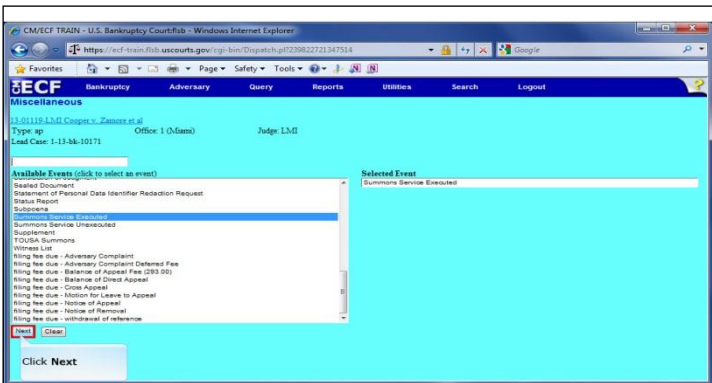 CM/ECF TRAIN - U.S. Bankruptcy Court:flsb - Windows Internet Explorer
https://ecf-train.flsb.uscourts.gov/cgi-bin/Dispatch.pl?239822721347514
Google
Favorites Page Safety Tools
ECF Bankruptcy Adversary Query Reports Utilities Search Logout ?
Miscellaneous
13-01119-LMI Cooper v. Zamore et al
Type: ap Office: 1 (Miami) Judge: LMI
Lead Case: 1-13-bk-10171
Available Events (click to select an event) Selected Event
Summons Service Executed
Sealed Document
Statement of Personal Data Identifier Redaction Request
Status Report
Subpoena
Summons Service Executed
Summons Service Unexecuted
Supplement
TOUSA Summons
Witness List
filing fee due - Adversary Complaint
filing fee due - Adversary Complaint Deferred Fee
filing fee due - Balance of Appeal Fee (293.00)
filing fee due - Balance of Direct Appeal
filing fee due - Cross Appeal
filing fee due - Motion for Leave to Appeal
filing fee due - Notice of Appeal
filing fee due - Notice of Removal
filing fee due - withdrawal of reference
Next Clear
Click Next